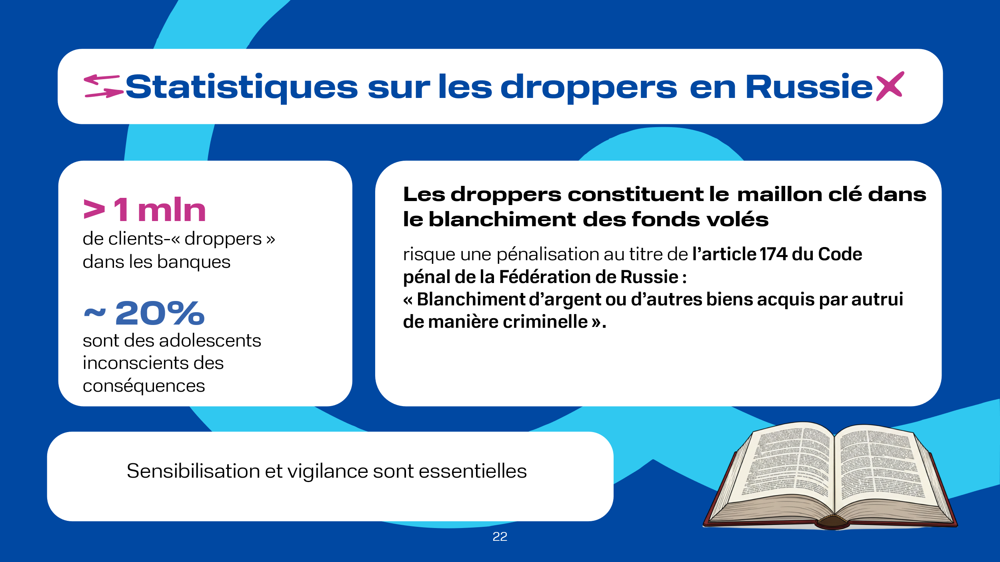 Statistiques sur les droppers en Russie
> 1 mln
de clients-« droppers »
dans les banques
~ 20%
sont des adolescents
inconscients des
conséquences
Les droppers constituent le maillon clé dans
le blanchiment des fonds volés
risque une pénalisation au titre de l’article 174 du Code
pénal de la Fédération de Russie :
« Blanchiment d’argent ou d’autres biens acquis par autrui
de manière criminelle ».
Sensibilisation et vigilance sont essentielles
22